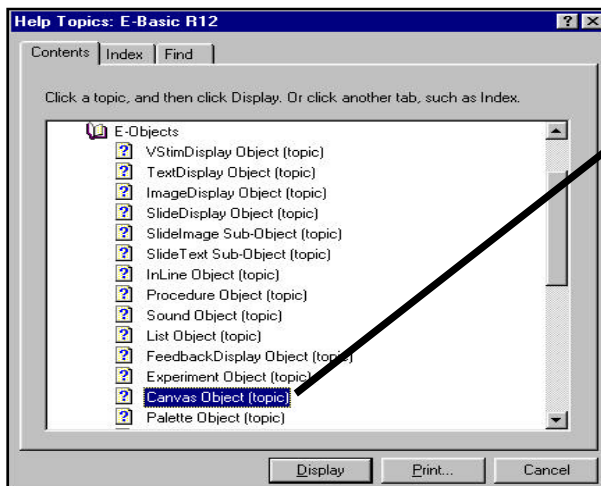 Help Topics: E-Basic R12
Contents Index Find
Click a topic, and then click Display. Or click another tab, such as Index.
E-Objects
VStimDisplay Object (topic)
TextDisplay Object (topic)
ImageDisplay Object (topic)
SlideDisplay Object (topic)
SlideImage Sub-Object (topic)
SlideText Sub-Object (topic)
InLine Object (topic)
Procedure Object (topic)
Sound Object (topic)
List Object (topic)
FeedbackDisplay Object (topic)
Experiment Object (topic)
Canvas Object (topic)
Palette Object (topic)
Display Print... Cancel